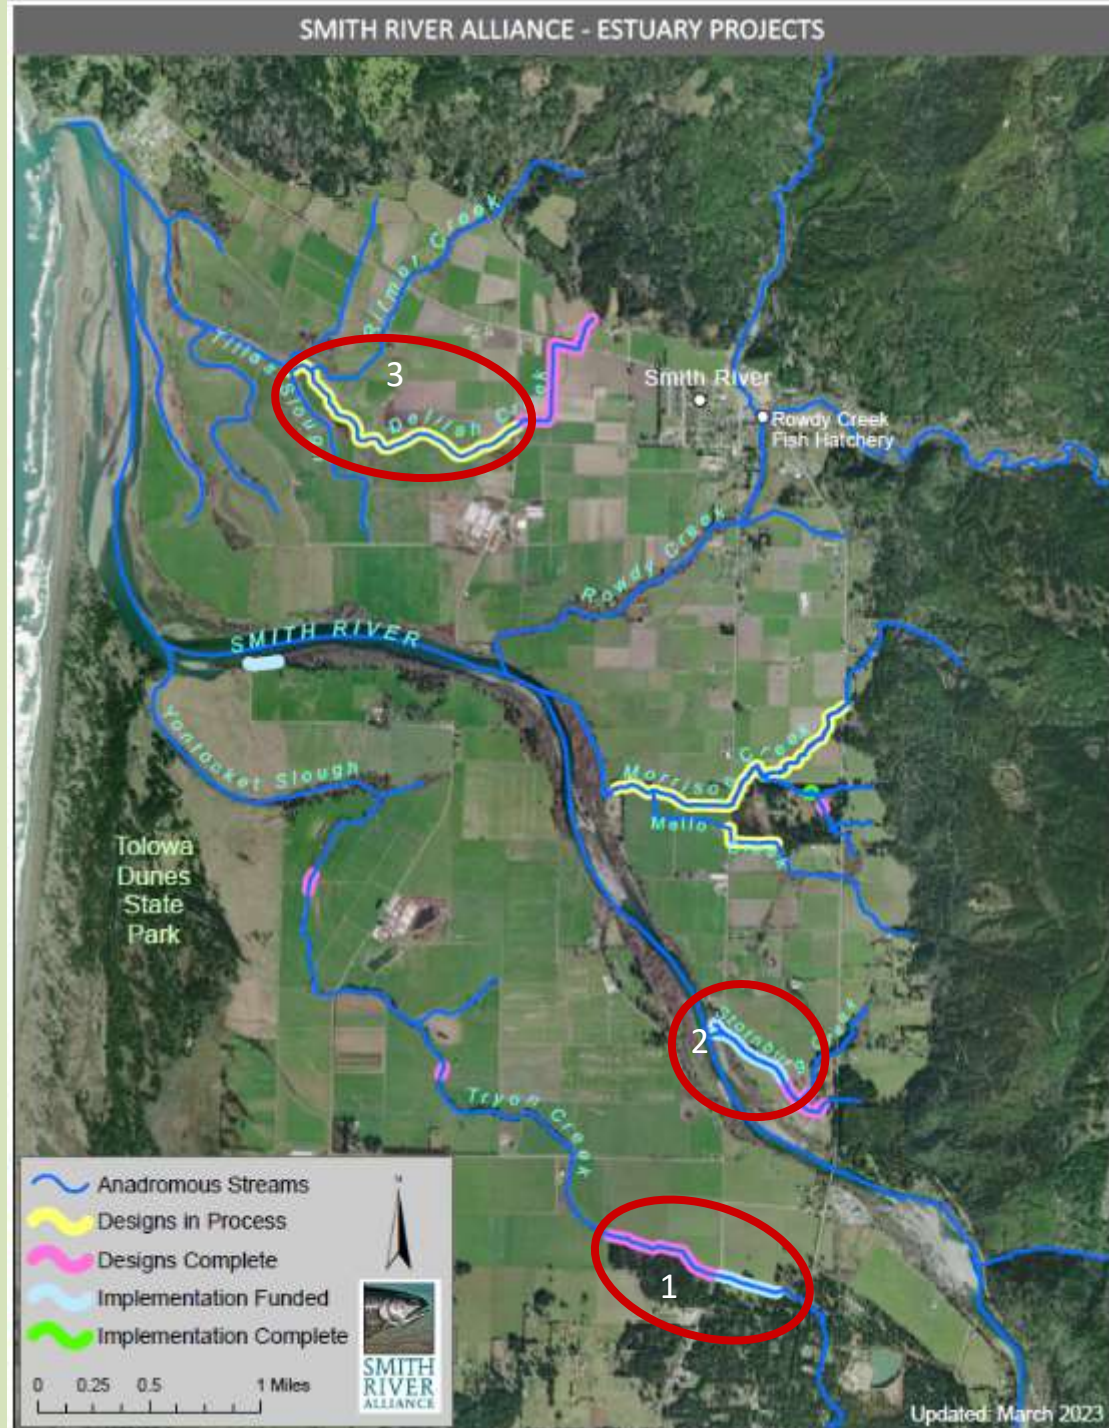 SMITH RIVER ALLIANCE - ESTUARY PROJECTS
Ritmer Creek
Tillas Slough
3
Delilah Creek
Smith River
Rowdy Creek
Fish Hatchery
Rowdy Creek
SMITH RIVER
Yontocket Slough
Morrison Creek
Mello
Tolowa
Dunes
State
Park
2
Creek
Tryon Creek
1
N
Anadromous Streams
Designs in Process
Designs Complete
Implementation Funded
Implementation Complete
0 0.25 0.5 1 Miles
SMITH
RIVER
ALLIANCE
Updated: March 2023